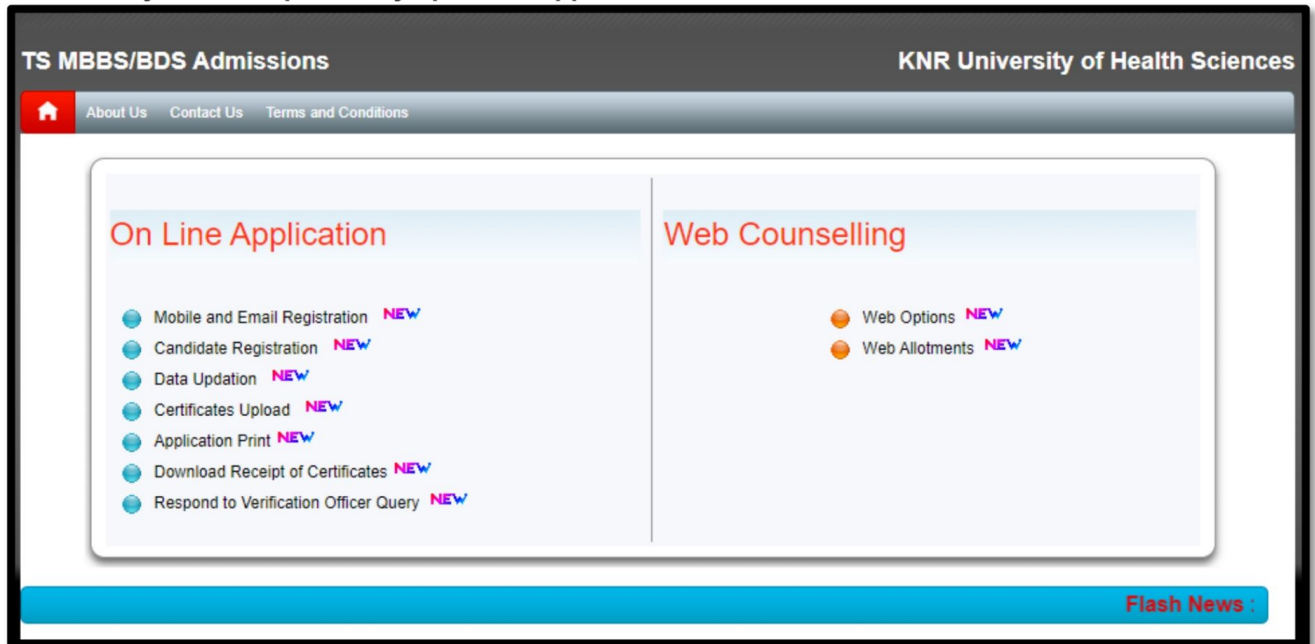 TS MBBS/BDS Admissions
KNR University of Health Sciences
About Us Contact Us Terms and Conditions
On Line Application
Mobile and Email Registration NEW
Candidate Registration NEW
Data Updation NEW
Certificates Upload NEW
Application Print NEW
Download Receipt of Certificates NEW
Respond to Verification Officer Query NEW
Web Counselling
Web Options NEW
Web Allotments NEW
Flash News :